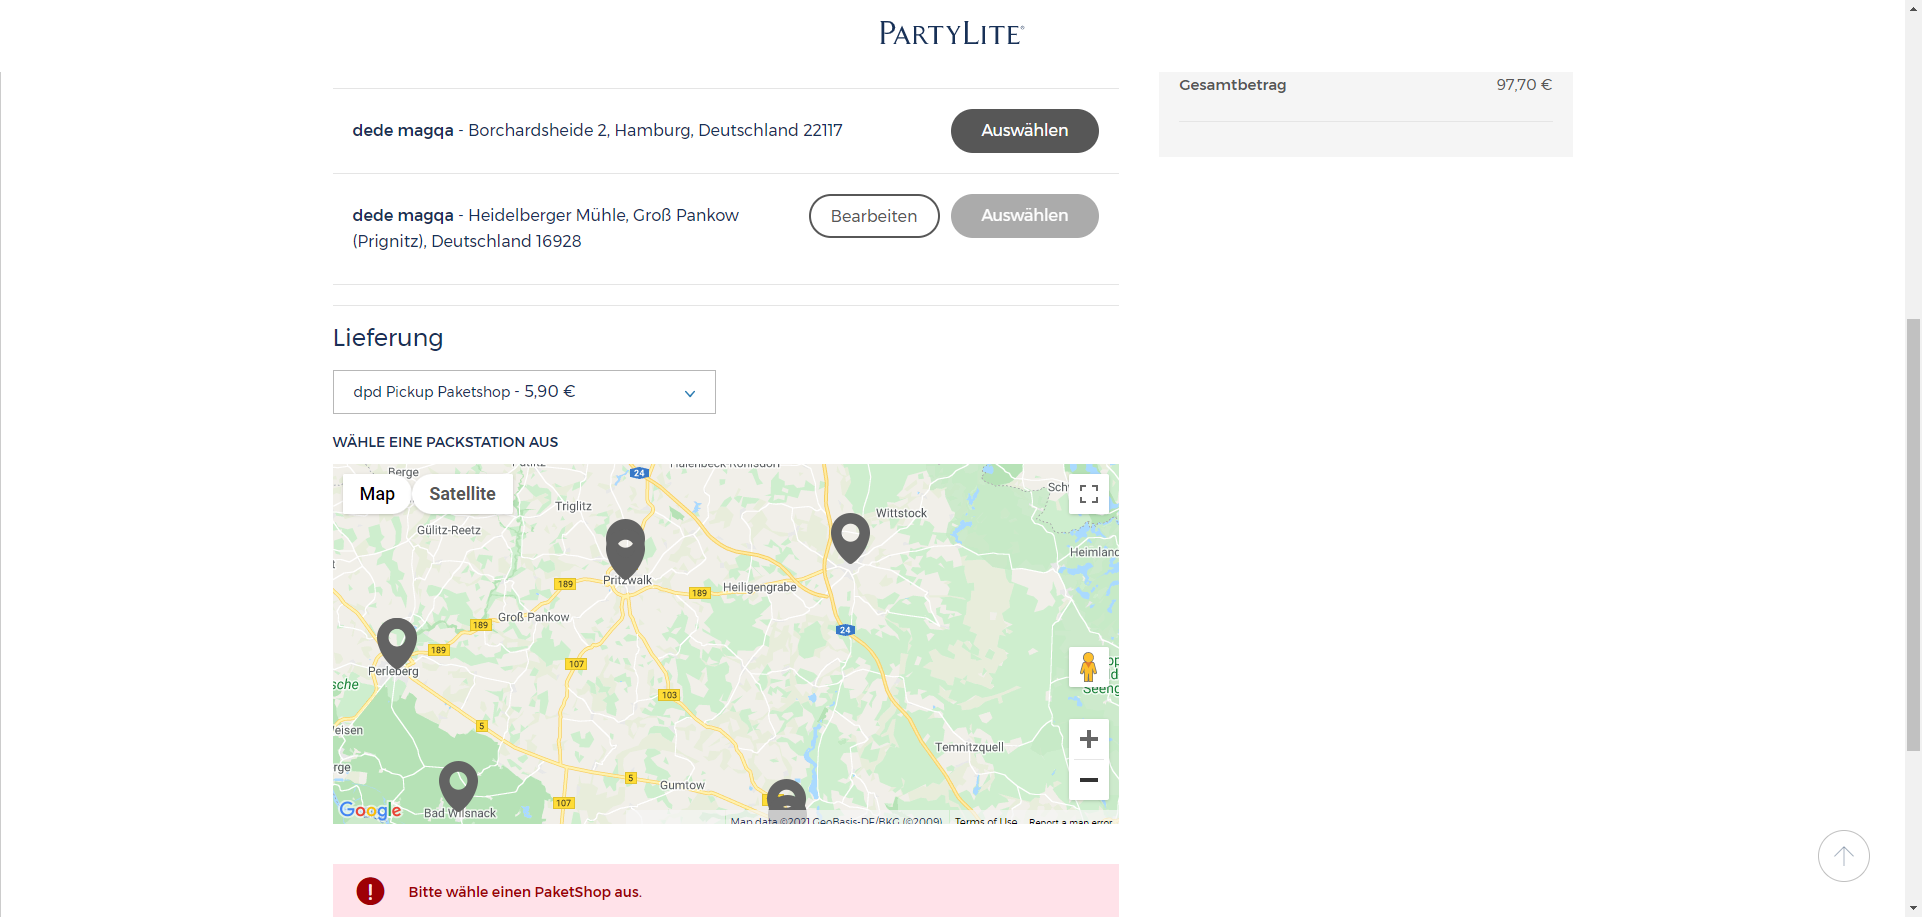 PARTYLITE®
Gesamtbetrag 97,70 €
dede magqa - Borchardsheide 2, Hamburg, Deutschland 22117
Auswählen
dede magqa - Heidelberger Mühle, Groß Pankow
(Prignitz), Deutschland 16928
Bearbeiten
Auswählen
Lieferung
dpd Pickup Paketshop - 5,90 €
WÄHLE EINE PACKSTATION AUS
Berge
24
Map
Satellite
Triglitz
Wittstock
Gülitz-Reetz
Pritzwalk
189
Heiligengrabe
189
Groß Pankow
189
24
189
107
Perleberg
103
5
Temnitzquell
5
Gumtow
107
Google
Bad Wilsnack
Map data ©2021 GeoBasis-DE/BKG (©2009)
Terms of Use
Report a map error
Bitte wähle einen PaketShop aus.